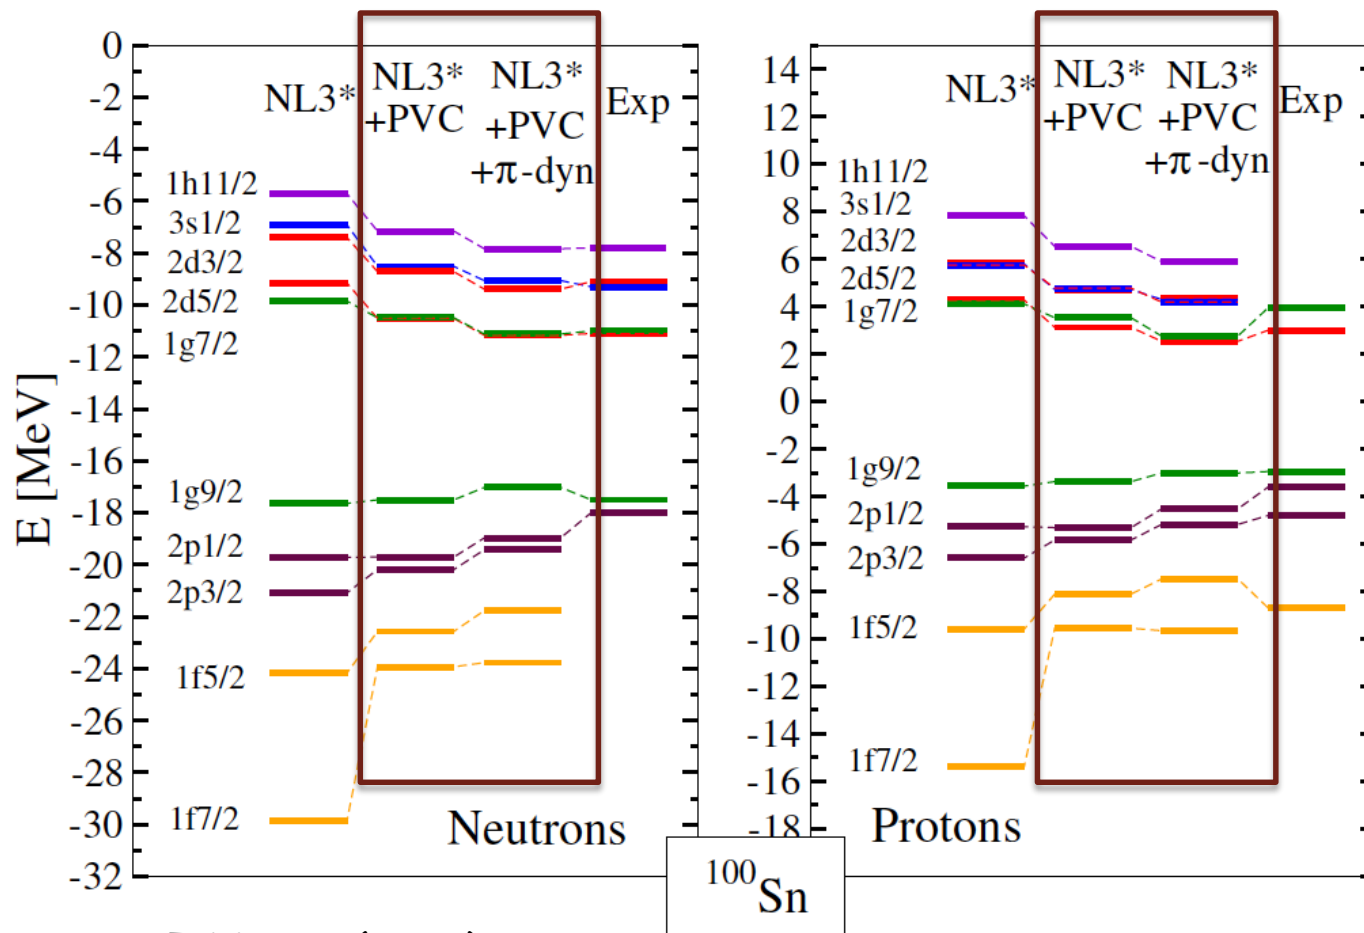 0
-2
-4
-6
-8
-10
-12
-14
-16
-18
-20
-22
-24
-26
-28
-30
-32
E [MeV]
NL3*
NL3*
+PVC
NL3*
+PVC
+π-dyn
Exp
1h11/2
3s1/2
2d3/2
2d5/2
1g7/2
1g9/2
2p1/2
2p3/2
1f5/2
1f7/2
Neutrons
14
12
10
8
6
4
2
0
-2
-4
-6
-8
-10
-12
-14
-16
-18
NL3*
NL3*
+PVC
NL3*
+PVC
+π-dyn
Exp
1h11/2
3s1/2
2d3/2
2d5/2
1g7/2
1g9/2
2p1/2
2p3/2
1f5/2
1f7/2
Protons
¹⁰⁰Sn